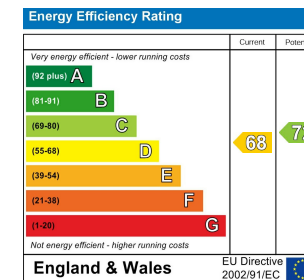 Energy Efficiency Rating
Current
Very energy efficient - lower running costs
(92 plus) A
(81-91) B
(69-80) C
(55-68) D
68
(39-54) E
(21-38) F
(1-20) G
Not energy efficient - higher running costs
England & Wales
EU Directive
2002/91/EC